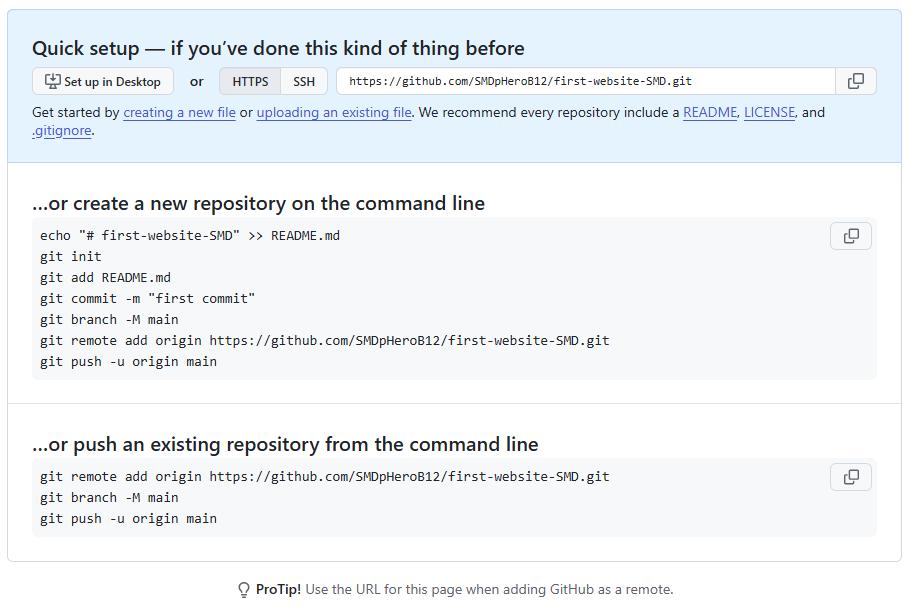 Quick setup — if you’ve done this kind of thing before
Set up in Desktop or HTTPS SSH https://github.com/SMDpHeroB12/first-website-SMD.git
Get started by creating a new file or uploading an existing file. We recommend every repository include a README, LICENSE, and
.gitignore.
…or create a new repository on the command line
echo "# first-website-SMD" >> README.md
git init
git add README.md
git commit -m "first commit"
git branch -M main
git remote add origin https://github.com/SMDpHeroB12/first-website-SMD.git
git push -u origin main
…or push an existing repository from the command line
git remote add origin https://github.com/SMDpHeroB12/first-website-SMD.git
git branch -M main
git push -u origin main
ProTip! Use the URL for this page when adding GitHub as a remote.